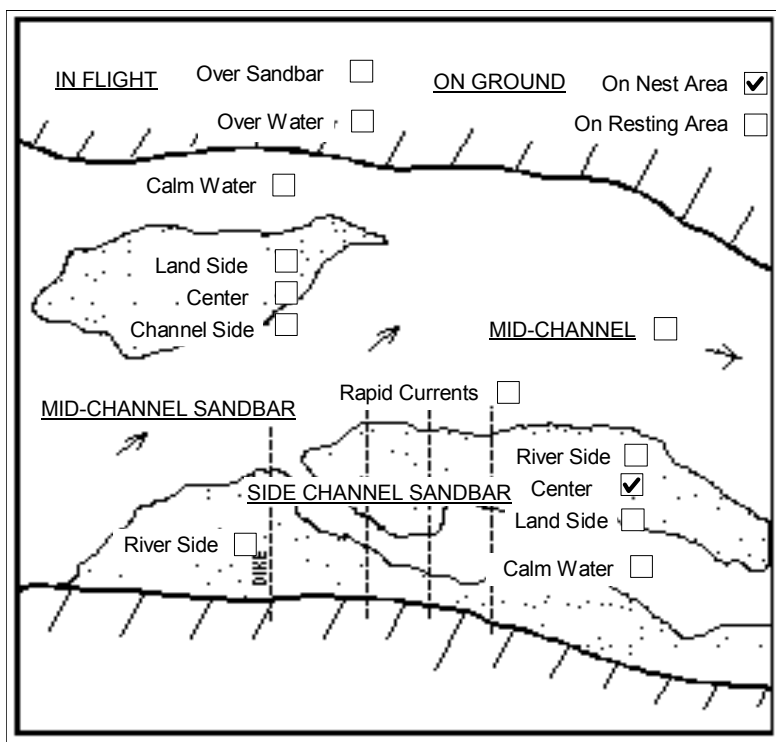 IN FLIGHT
Over Sandbar
ON GROUND
On Nest Area
Over Water
On Resting Area
Calm Water
Land Side
Center
Channel Side
MID-CHANNEL
Rapid Currents
MID-CHANNEL SANDBAR
River Side
SIDE CHANNEL SANDBAR
Center
Land Side
River Side
DIKE
Calm Water